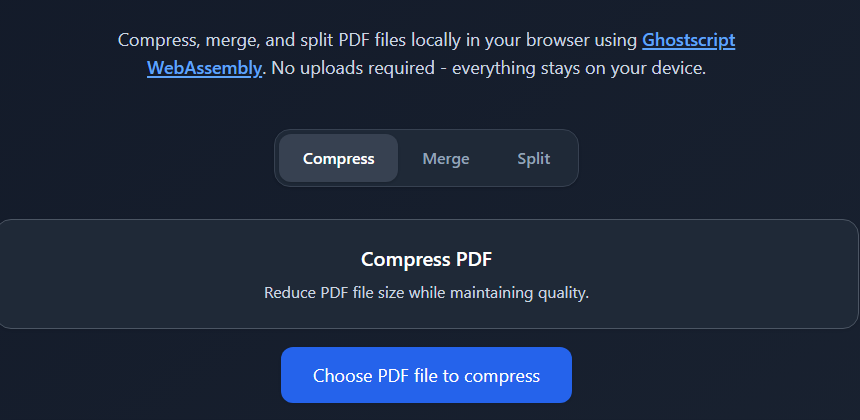 Compress, merge, and split PDF files locally in your browser using Ghostscript
WebAssembly. No uploads required - everything stays on your device.
Compress Merge Split
Compress PDF
Reduce PDF file size while maintaining quality.
Choose PDF file to compress